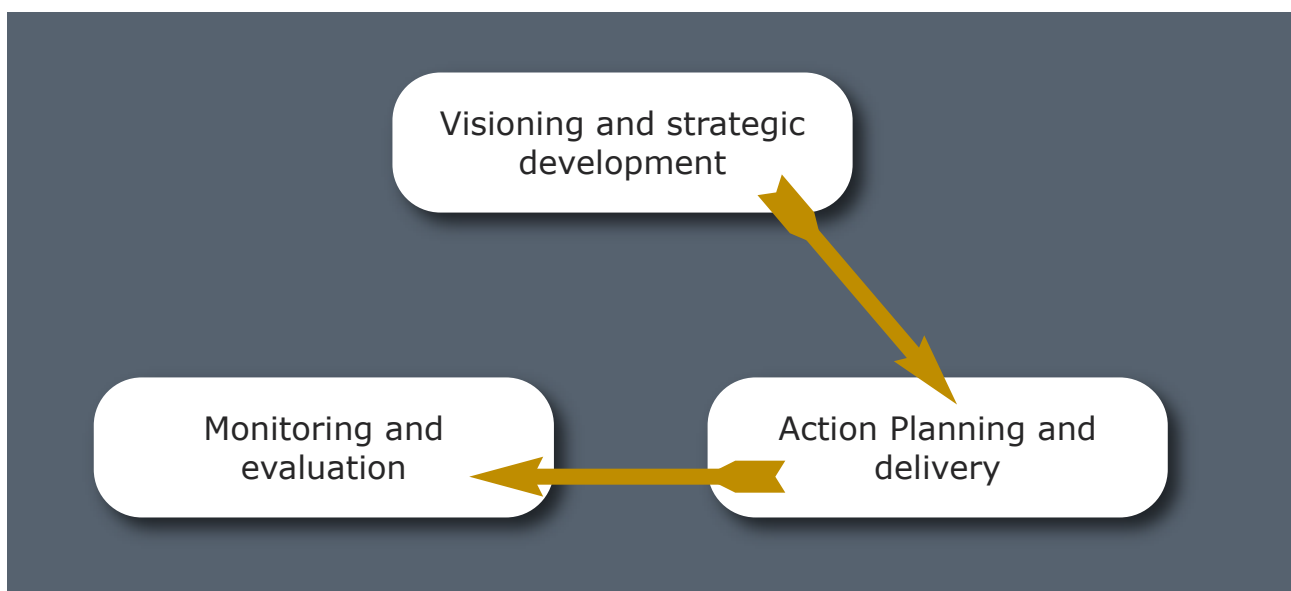 Visioning and strategic
development
Monitoring and
evaluation
Action Planning and
delivery